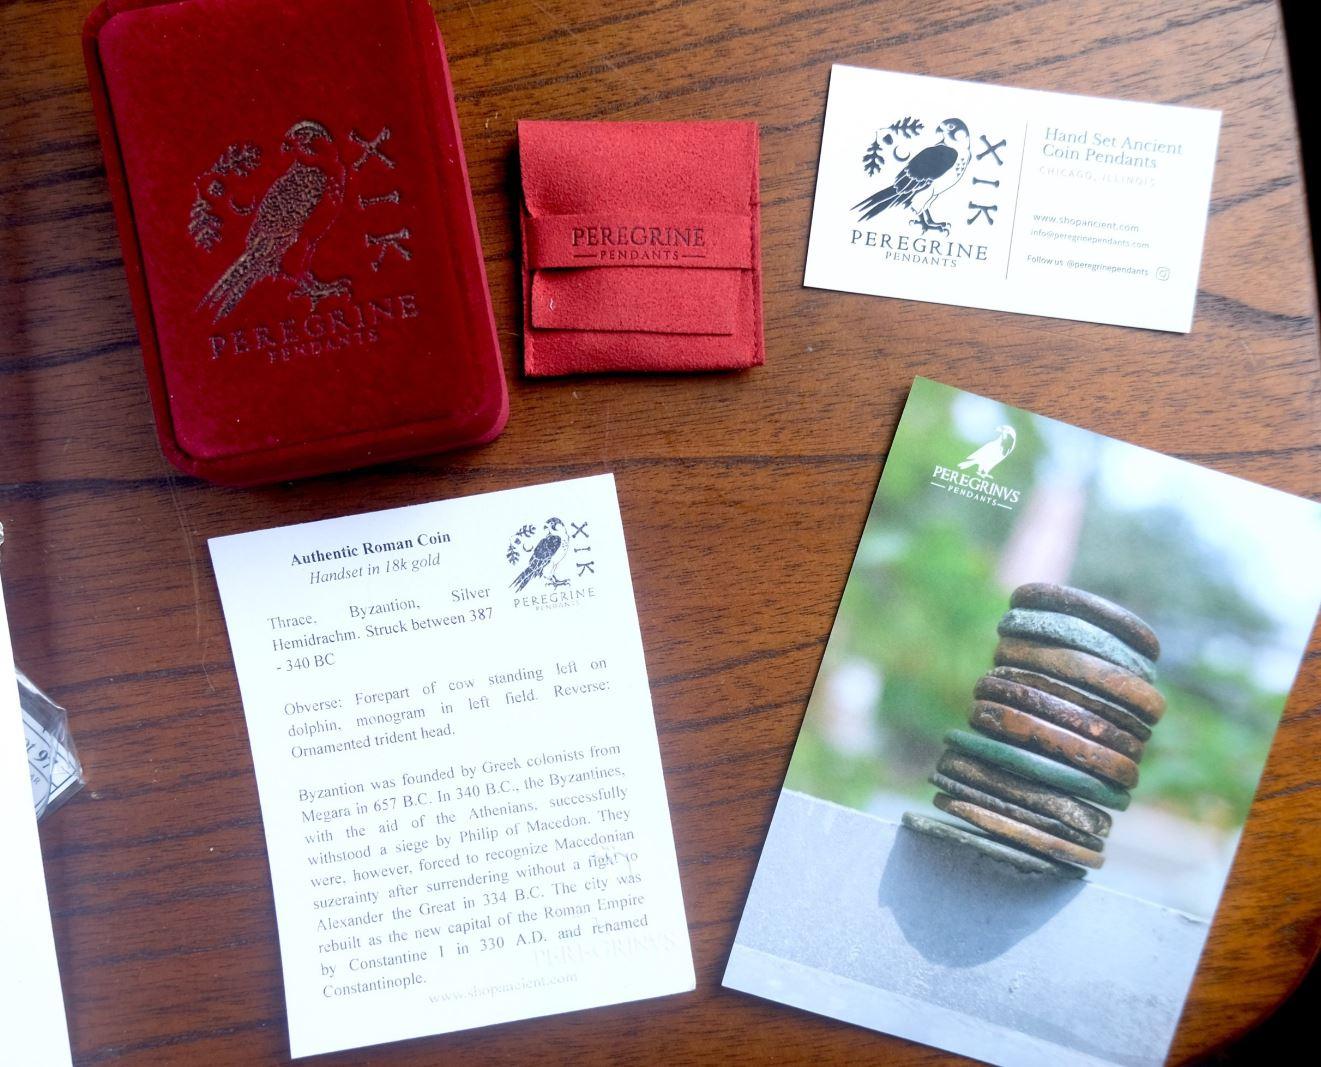 XIK
PEREGRINE
PENDANTS
PEREGRINE
PENDANTS
XIK
PEREGRINE
PENDANTS
Hand Set Ancient
Coin Pendants
CHICAGO, ILLINOIS
www.shopancient.com
info@peregrinependants.com
Follow us @peregrinependants
Authentic Roman Coin
Handset in 18k gold
XIK
PEREGRINE
PENDANTS
Thrace, Byzantion, Silver
Hemidrachm. Struck between 387
- 340 BC
Obverse: Forepart of cow standing left on
dolphin, monogram in left field. Reverse:
Ornamented trident head.
Byzantion was founded by Greek colonists from
Megara in 657 B.C. In 340 B.C., the Byzantines,
with the aid of the Athenians, successfully
withstood a siege by Philip of Macedon. They
were, however, forced to recognize Macedonian
suzerainty after surrendering without a fight to
Alexander the Great in 334 B.C. The city was
rebuilt as the new capital of the Roman Empire
by Constantine I in 330 A.D. and renamed
Constantinople.
PEREGRINVS
www.shopancient.com
PEREGRINVS
PENDANTS